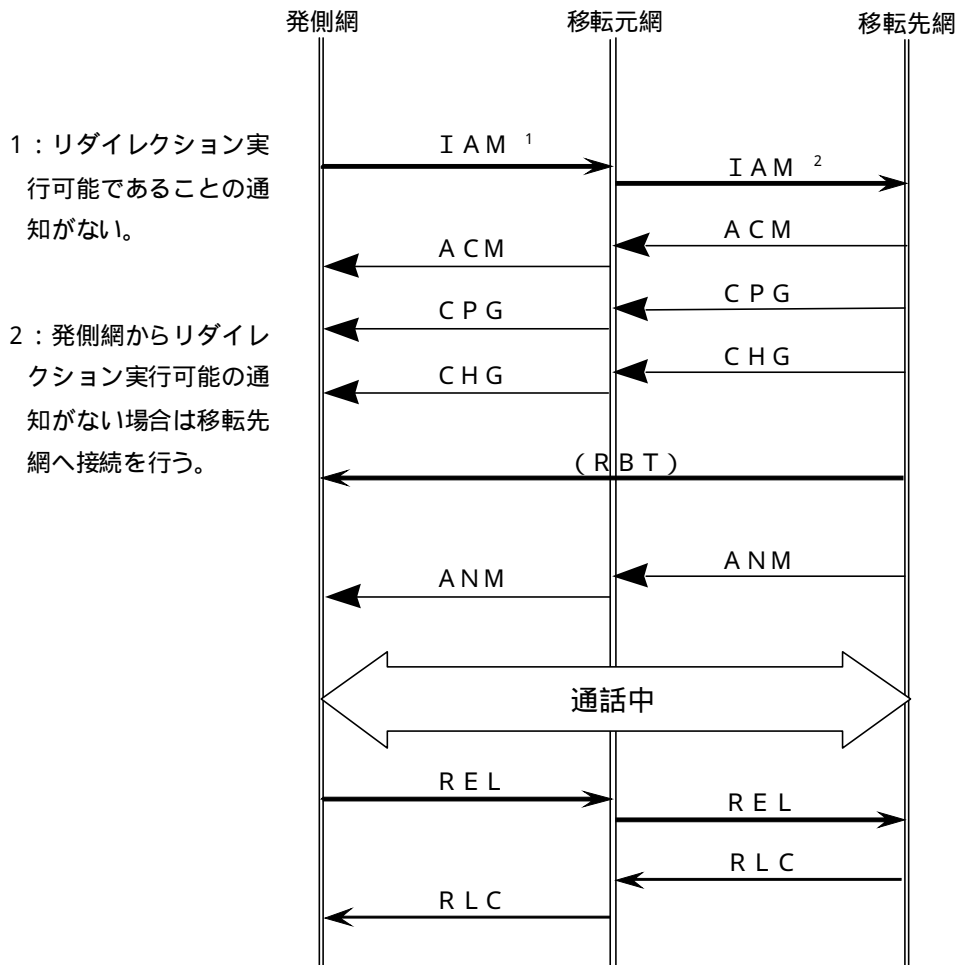 発側網 移転元網 移転先網
1：リダイレクション実
行可能であることの通
知がない。
2：発側網からリダイレ
クション実行可能の通
知がない場合は移転先
網へ接続を行う。
ＩＡＭ 1
ＩＡＭ 2
ＡＣＭ
ＡＣＭ
ＣＰＧ
ＣＰＧ
ＣＨＧ
ＣＨＧ
（ＲＢＴ）
ＡＮＭ
ＡＮＭ
通話中
ＲＥＬ
ＲＥＬ
ＲＬＣ
ＲＬＣ